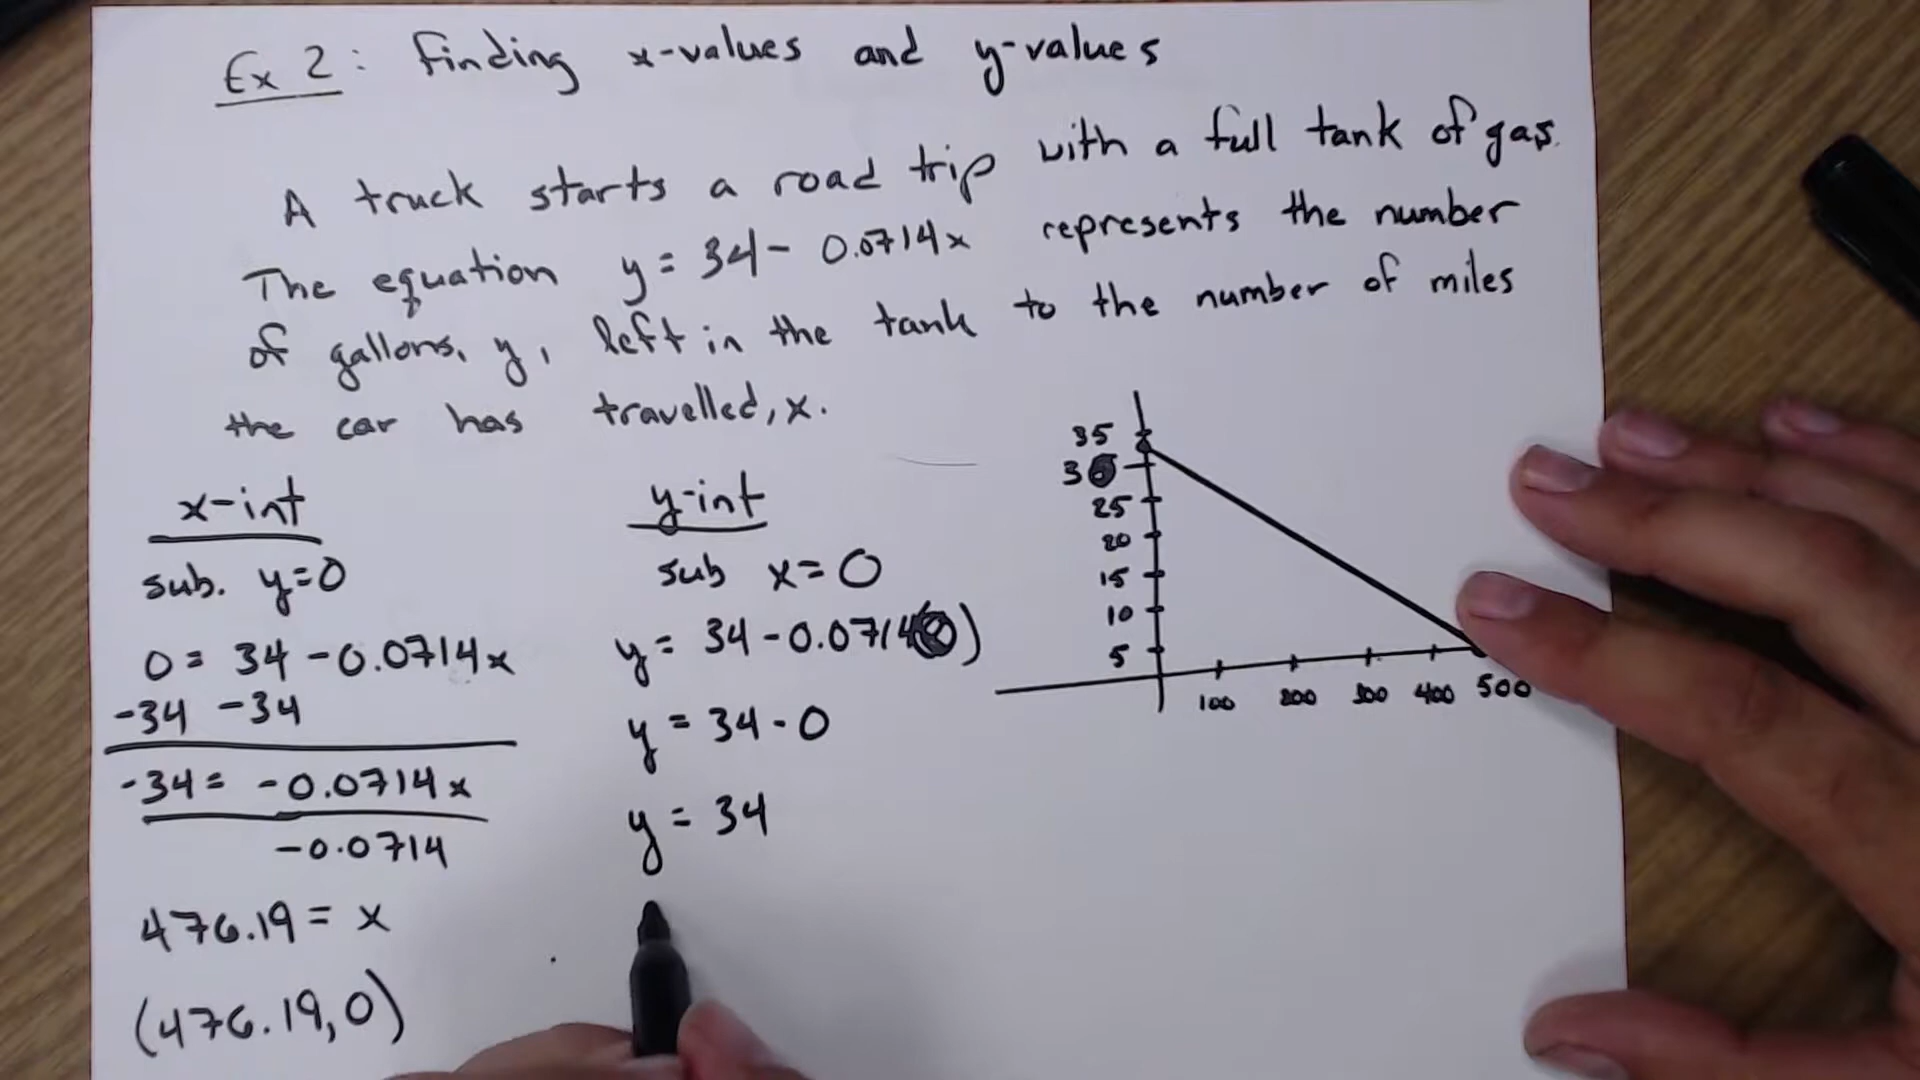 Ex 2: Finding x-values and y-values
A truck starts a road trip with a full tank of gas.
The equation y = 34 - 0.0714x represents the number
of gallons, y, left in the tank to the number of miles
the car has travelled, x.
x-int
sub. y=0
0 = 34 - 0.0714x
-34 -34
-34 = -0.0714x
-0.0714
476.19 = x
(476.19, 0)
y-int
sub x = 0
y = 34 - 0.0714(0)
y = 34 - 0
y = 34
35
30
25
20
15
10
5
100 200 300 400 500